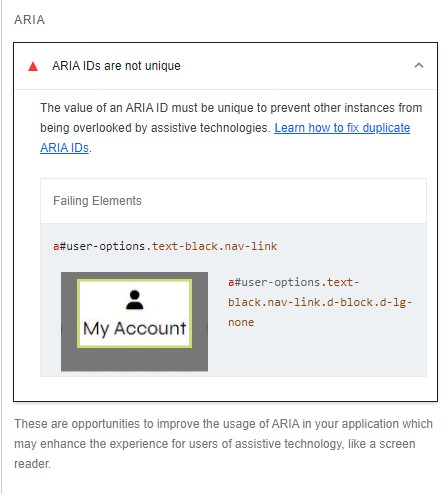 ARIA
ARIA IDs are not unique
The value of an ARIA ID must be unique to prevent other instances from
being overlooked by assistive technologies. Learn how to fix duplicate
ARIA IDs.
Failing Elements
a#user-options.text-black.nav-link
My Account
a#user-options.text-
black.nav-link.d-block.d-lg-
none
These are opportunities to improve the usage of ARIA in your application which
may enhance the experience for users of assistive technology, like a screen
reader.